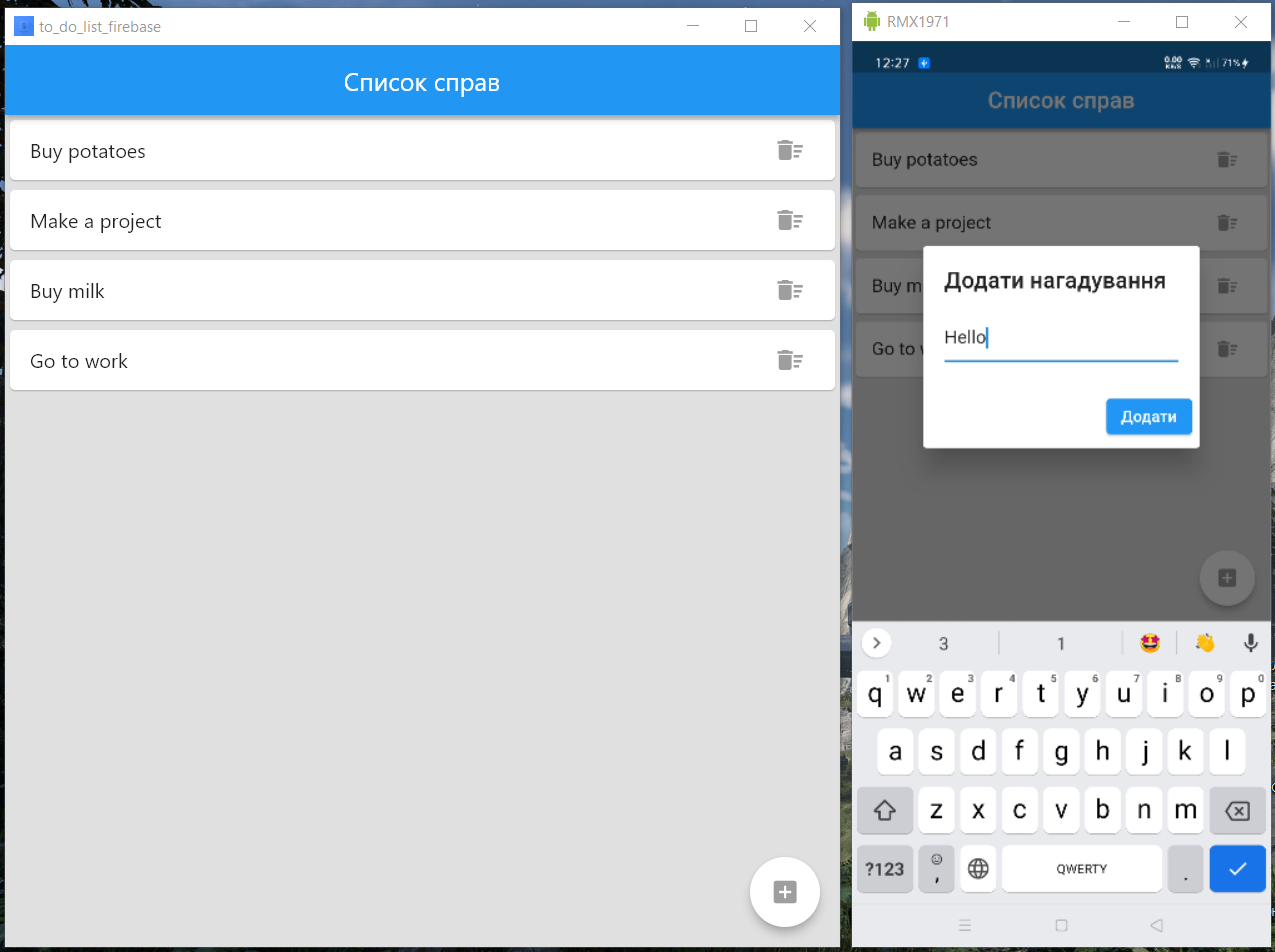 to_do_list_firebase
Список справ
Buy potatoes
Make a project
Buy milk
Go to work
RMX1971
12:27
0.00
KB/S
71%
Список справ
Buy potatoes
Make a project
Buy m
Go to
Додати нагадування
Hello
Додати
3 1
q1 w2 e3 r4 t5 y6 u7 i8 o9 p0
a s d f g h j k l
z x c v b n m
?123 , QWERTY .